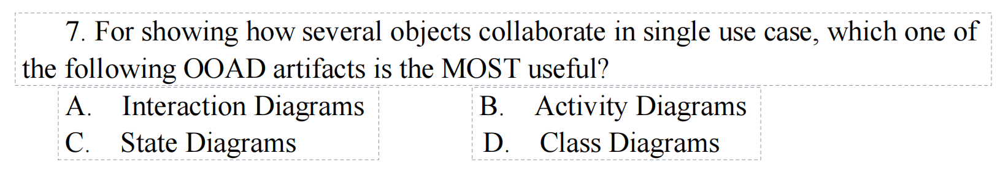 7. For showing how several objects collaborate in single use case, which one of
the following OOAD artifacts is the MOST useful?
A. Interaction Diagrams B. Activity Diagrams
C. State Diagrams D. Class Diagrams